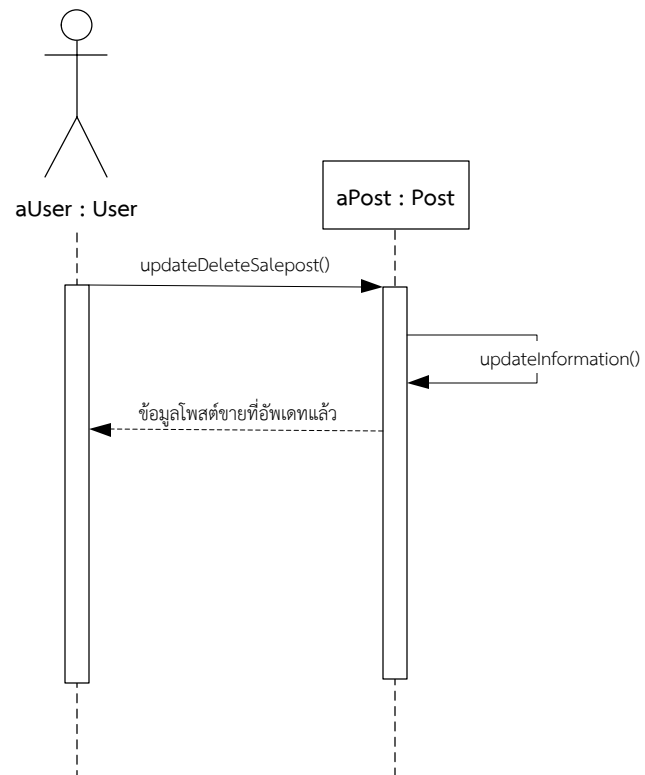 aUser : User
aPost : Post
updateDeleteSalepost()
updateInformation()
ข้อมูลโพสต์ขายที่อัพเดทแล้ว